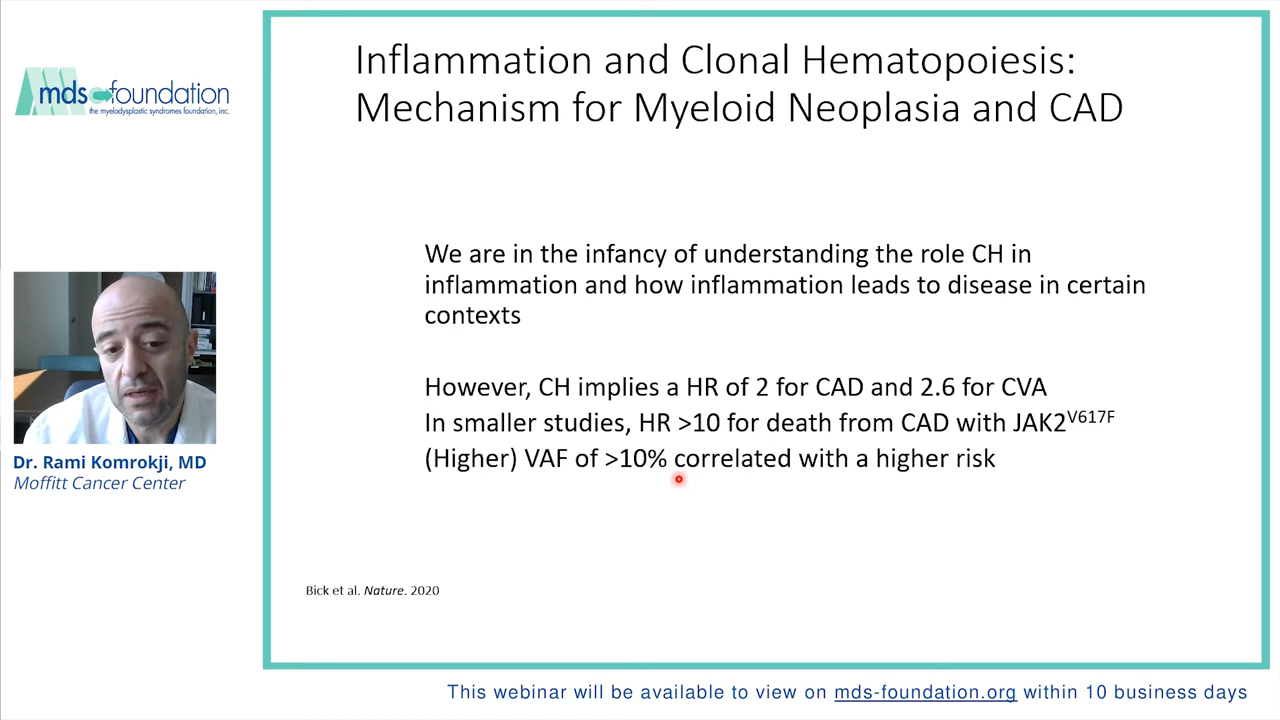 mds foundation
the myelodysplastic syndromes foundation, inc.
Inflammation and Clonal Hematopoiesis:
Mechanism for Myeloid Neoplasia and CAD
We are in the infancy of understanding the role CH in
inflammation and how inflammation leads to disease in certain
contexts
However, CH implies a HR of 2 for CAD and 2.6 for CVA
In smaller studies, HR >10 for death from CAD with JAK2V617F
(Higher) VAF of >10% correlated with a higher risk
Dr. Rami Komrokji, MD
Moffitt Cancer Center
Bick et al. Nature. 2020
This webinar will be available to view on mds-foundation.org within 10 business days